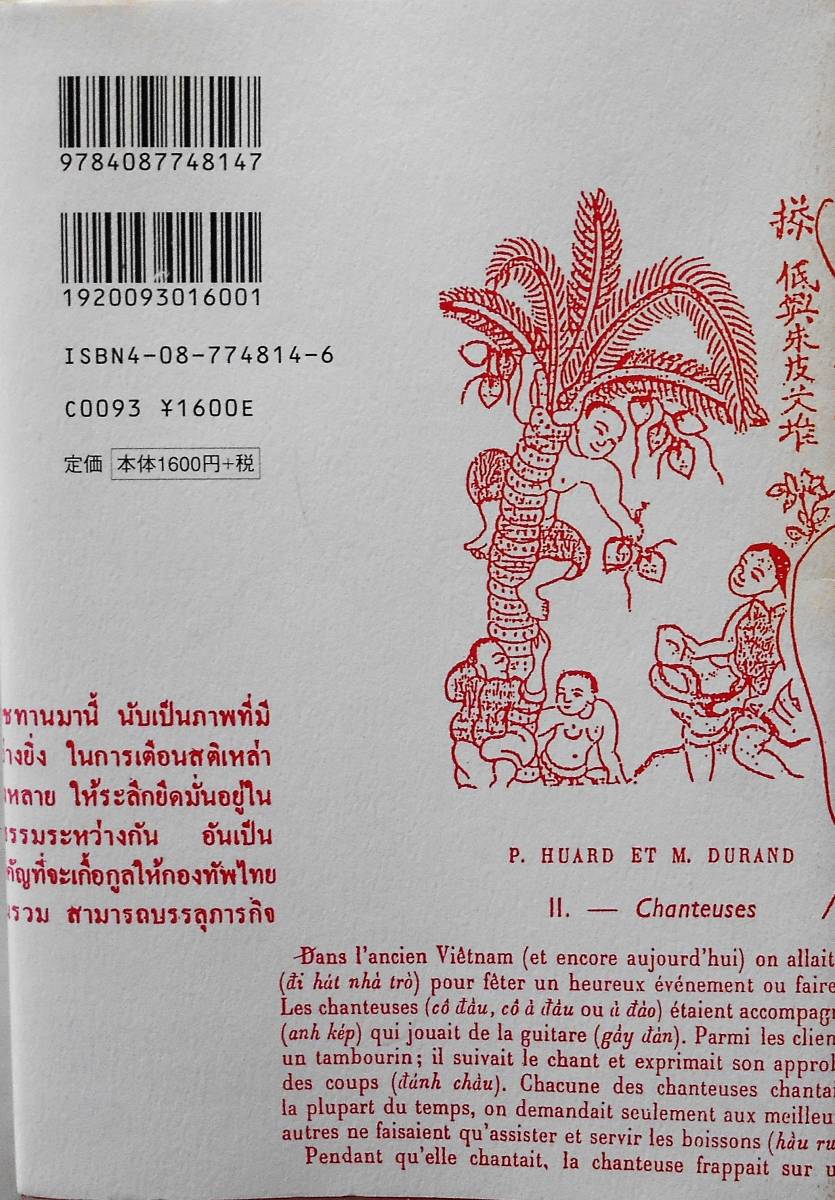 9784087748147
1920093016001
ISBN4-08-774814-6
C0093 ¥1600E
定価 本体1600円+税
低興朱皮天堆
ชทานมานี้ นับเป็นภาพที่มี
างยิ่ง ในการเตือนสติเหล่า
หลาย ให้ระลึกยึดมั่นอยู่ใน
รรมระหว่างกัน อันเป็น
คัญที่จะเกื้อกูลให้กองทัพไทย
รวม สามารถบรรลุภารกิจ
P. HUARD ET M. DURAND
II. — Chanteuses
Dans l'ancien Viêtnam (et encore aujourd'hui) on allait
(đi hát nhà trò) pour fêter un heureux événement ou faire
Les chanteuses (cô đầu, cô ả đầu ou ả đào) étaient accompag
(anh kép) qui jouait de la guitare (gầy đàn). Parmi les clien
un tambourin; il suivait le chant et exprimait son appro
des coups (đánh chầu). Chacune des chanteuses chanta
la plupart du temps, on demandait seulement aux meilleu
autres ne faisaient qu'assister et servir les boissons (hầu rư
Pendant qu'elle chantait, la chanteuse frappait sur u